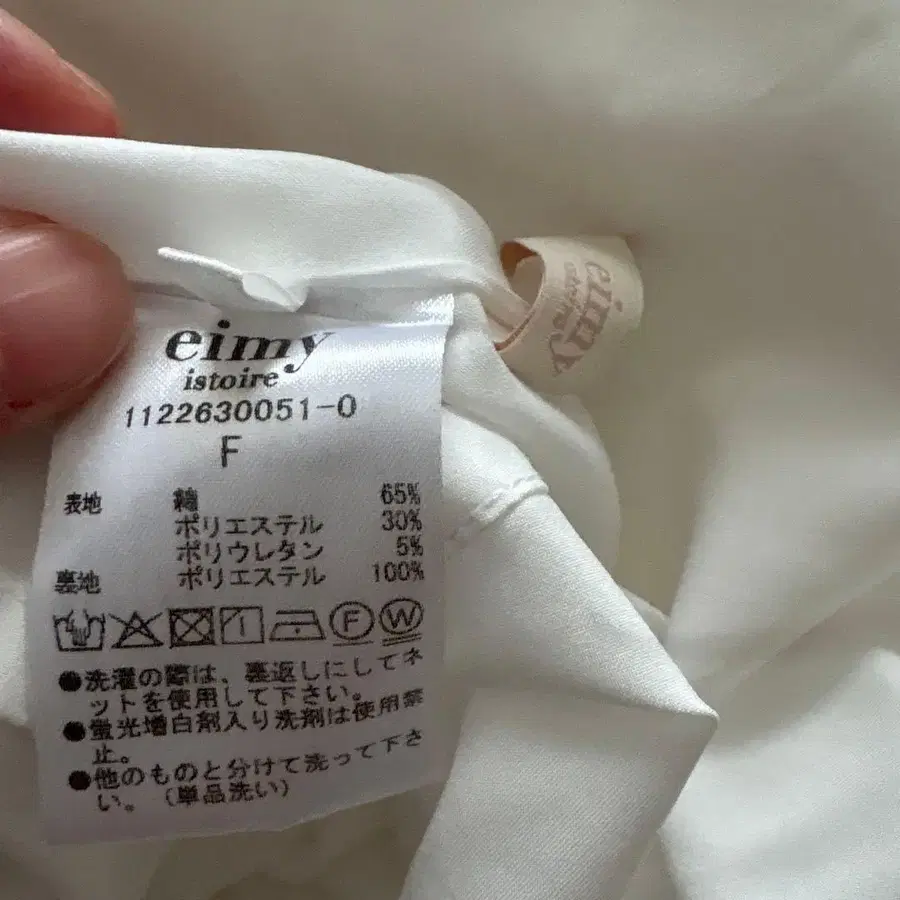 eimy
istoire
1122630051-0
F
表地 綿 65%
ポリエステル 30%
ポリウレタン 5%
裏地 ポリエステル 100%
F W
●洗濯の際は、裏返しにしてネ
ットを使用して下さい。
●蛍光増白剤入り洗剤は使用禁
止。
●他のものと分けて洗って下さ
い。(単品洗い)
eimy
istoire